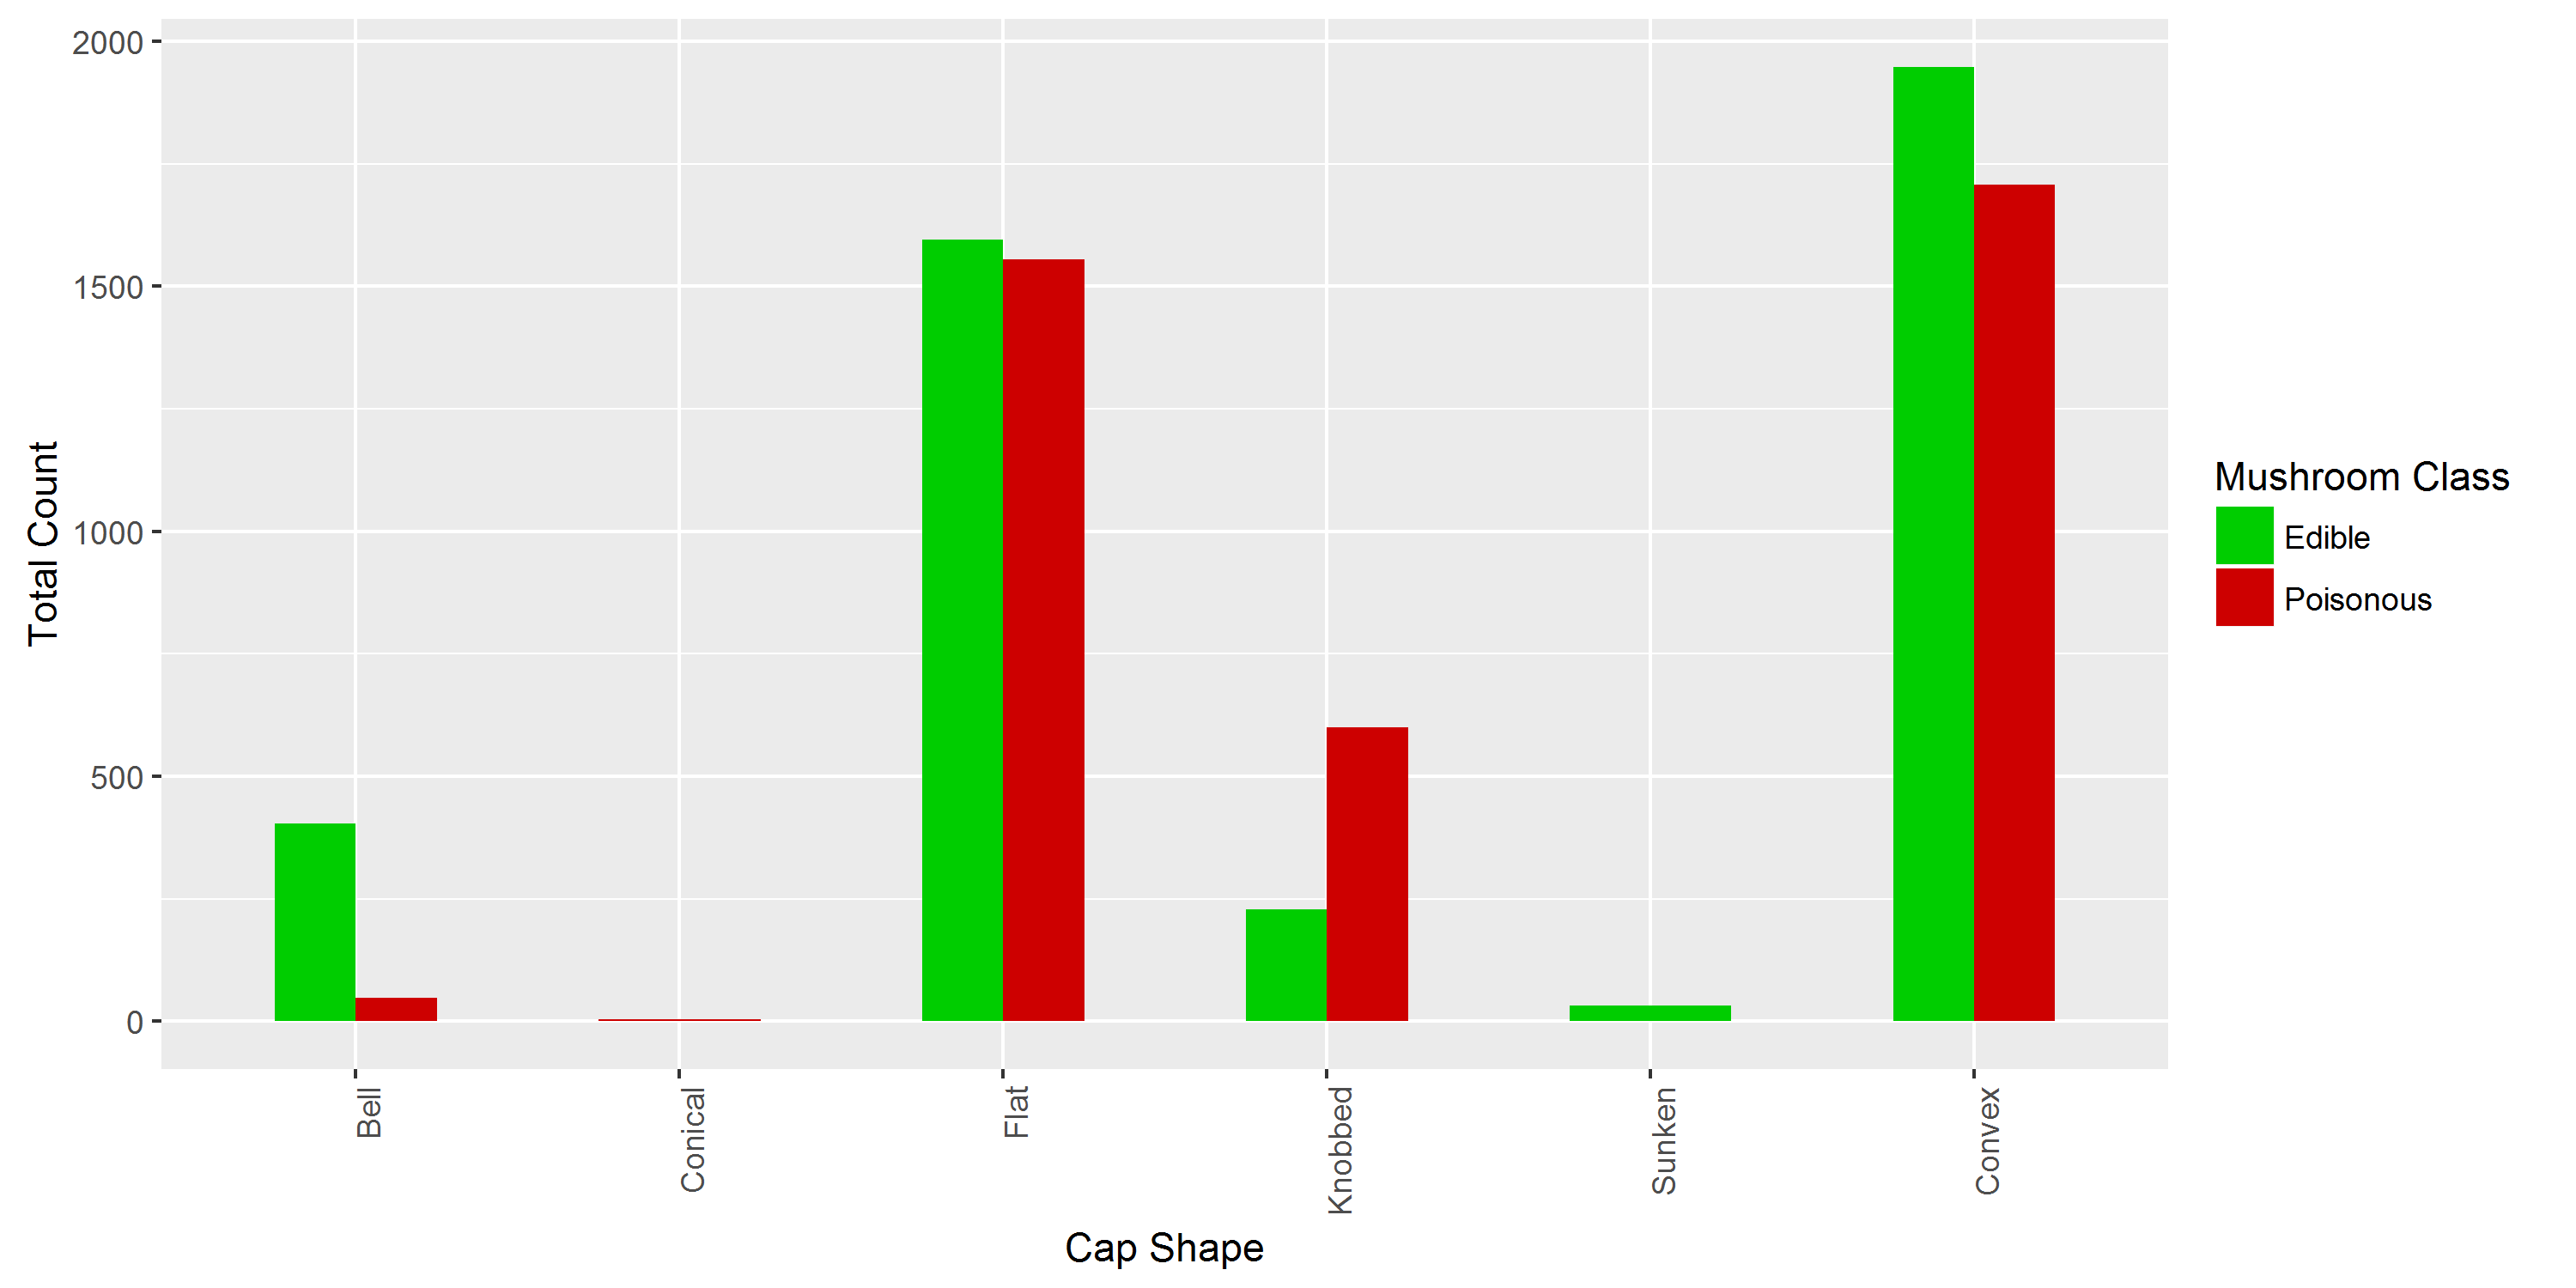 2000
1500
1000
500
0
Total Count
Bell
Conical
Flat
Knobbed
Sunken
Convex
Cap Shape
Mushroom Class
Edible
Poisonous